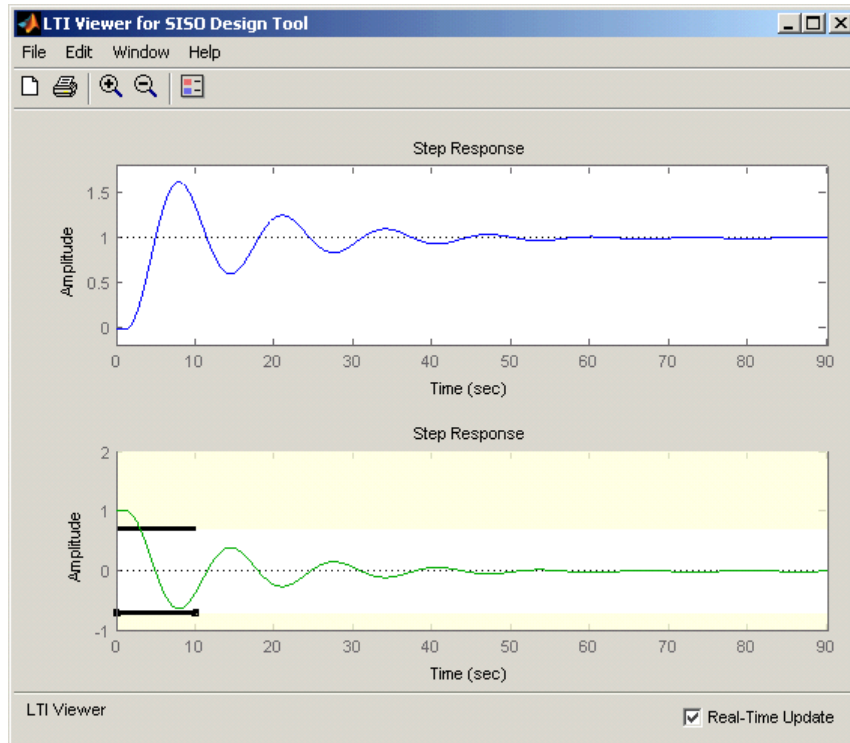 LTI Viewer for SISO Design Tool
File Edit Window Help
Step Response
Amplitude
1.5
1
0.5
0
0 10 20 30 40 50 60 70 80 90
Time (sec)
Step Response
Amplitude
2
1
0
-1
0 10 20 30 40 50 60 70 80 90
Time (sec)
LTI Viewer
Real-Time Update